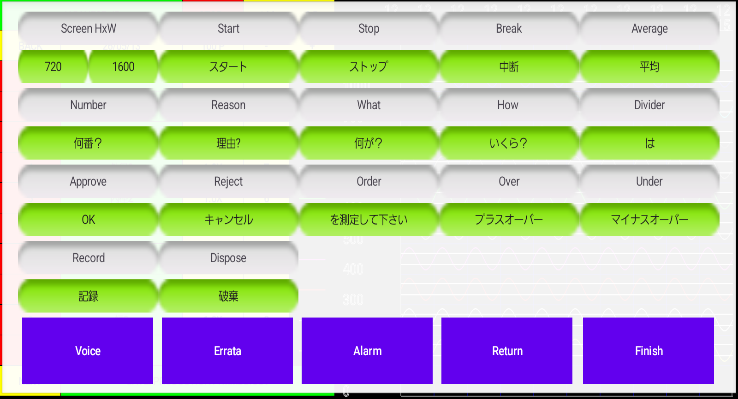 Screen HxW Start Stop Break Average
720 1600 スタート ストップ 中断 平均
Number Reason What How Divider
何番? 理由? 何が? いくら? は
Approve Reject Order Over Under
OK キャンセル を測定して下さい プラスオーバー マイナスオーバー
Record Dispose
記録 破棄
400
300
Voice Errata Alarm Return Finish